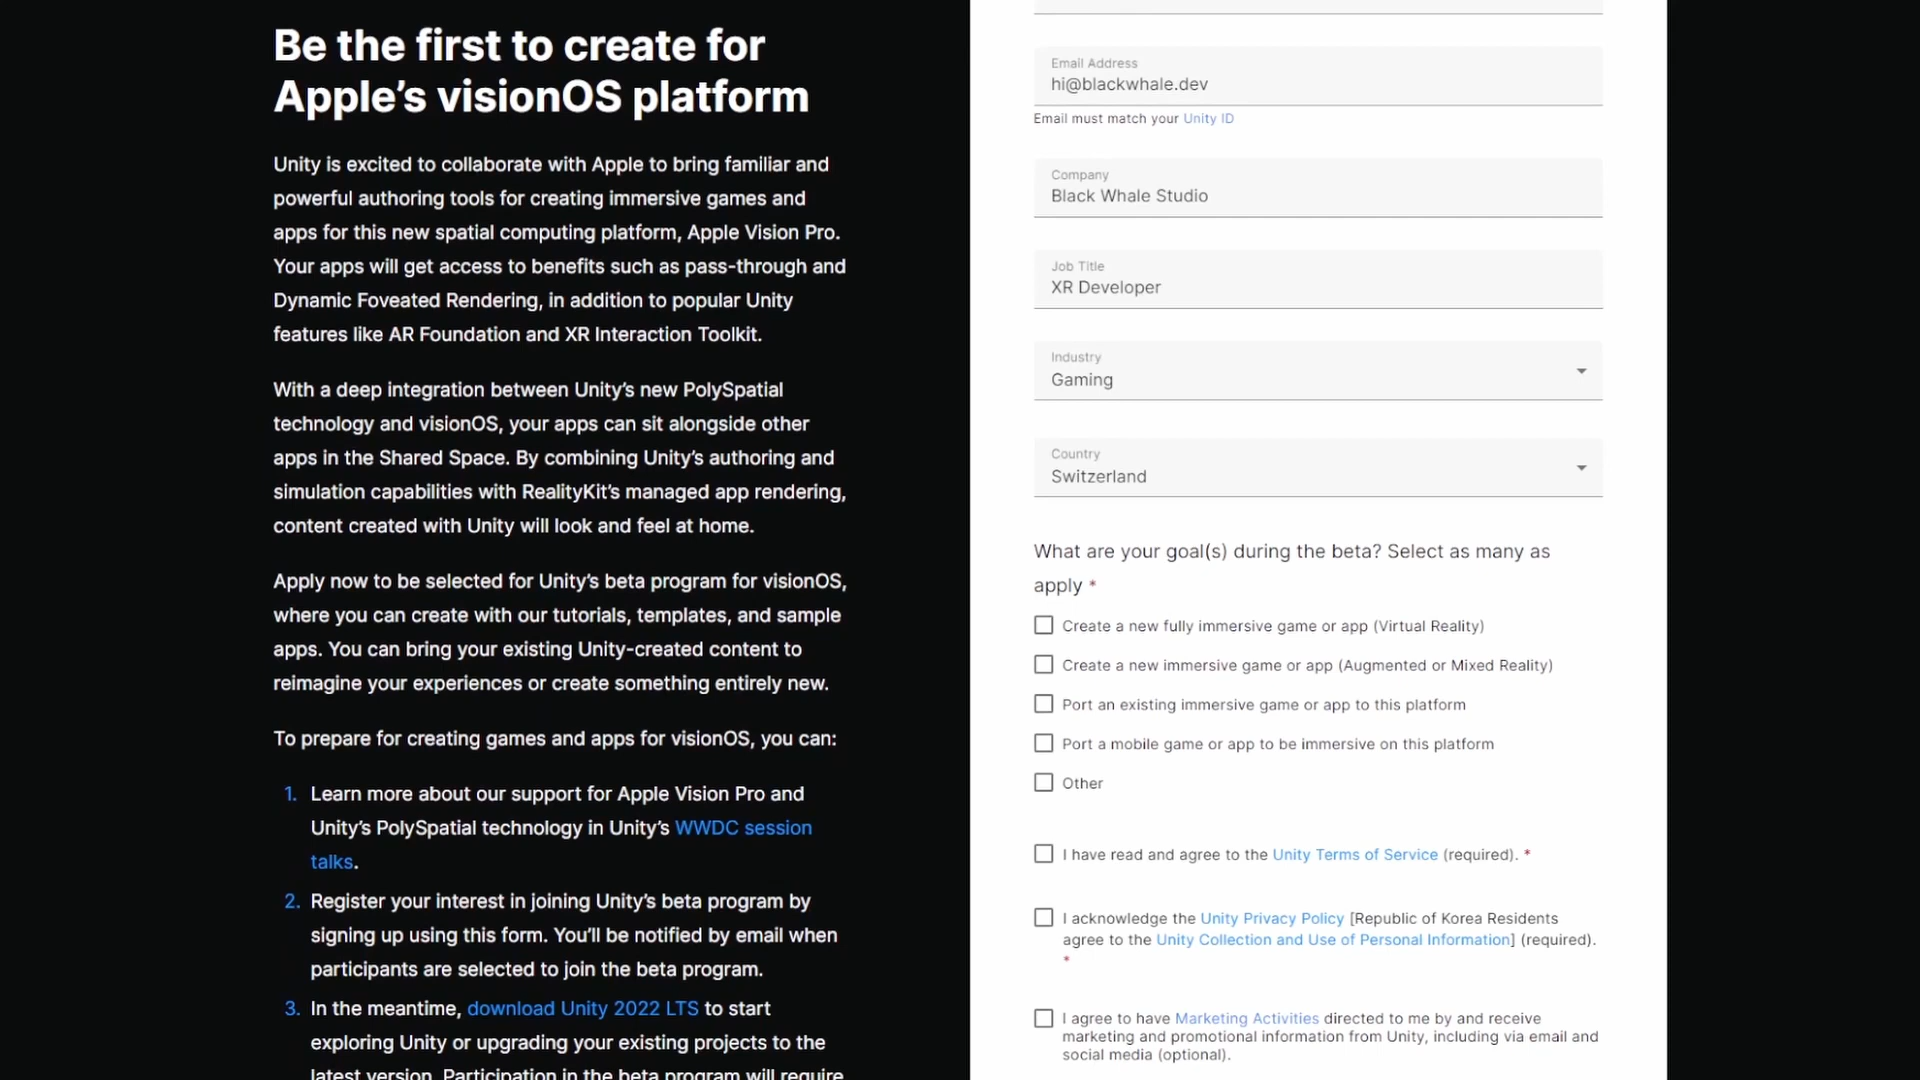 Be the first to create for
Apple’s visionOS platform
Unity is excited to collaborate with Apple to bring familiar and
powerful authoring tools for creating immersive games and
apps for this new spatial computing platform, Apple Vision Pro.
Your apps will get access to benefits such as pass-through and
Dynamic Foveated Rendering, in addition to popular Unity
features like AR Foundation and XR Interaction Toolkit.
With a deep integration between Unity’s new PolySpatial
technology and visionOS, your apps can sit alongside other
apps in the Shared Space. By combining Unity’s authoring and
simulation capabilities with RealityKit’s managed app rendering,
content created with Unity will look and feel at home.
Apply now to be selected for Unity’s beta program for visionOS,
where you can create with our tutorials, templates, and sample
apps. You can bring your existing Unity-created content to
reimagine your experiences or create something entirely new.
To prepare for creating games and apps for visionOS, you can:
1. Learn more about our support for Apple Vision Pro and
Unity’s PolySpatial technology in Unity’s WWDC session
talks.
2. Register your interest in joining Unity’s beta program by
signing up using this form. You’ll be notified by email when
participants are selected to join the beta program.
3. In the meantime, download Unity 2022 LTS to start
exploring Unity or upgrading your existing projects to the
latest version. Participation in the beta program will require
Email Address
hi@blackwhale.dev
Email must match your Unity ID
Company
Black Whale Studio
Job Title
XR Developer
Industry
Gaming
Country
Switzerland
What are your goal(s) during the beta? Select as many as
apply *
Create a new fully immersive game or app (Virtual Reality)
Create a new immersive game or app (Augmented or Mixed Reality)
Port an existing immersive game or app to this platform
Port a mobile game or app to be immersive on this platform
Other
I have read and agree to the Unity Terms of Service (required). *
I acknowledge the Unity Privacy Policy [Republic of Korea Residents
agree to the Unity Collection and Use of Personal Information] (required).
*
I agree to have Marketing Activities directed to me by and receive
marketing and promotional information from Unity, including via email and
social media (optional).